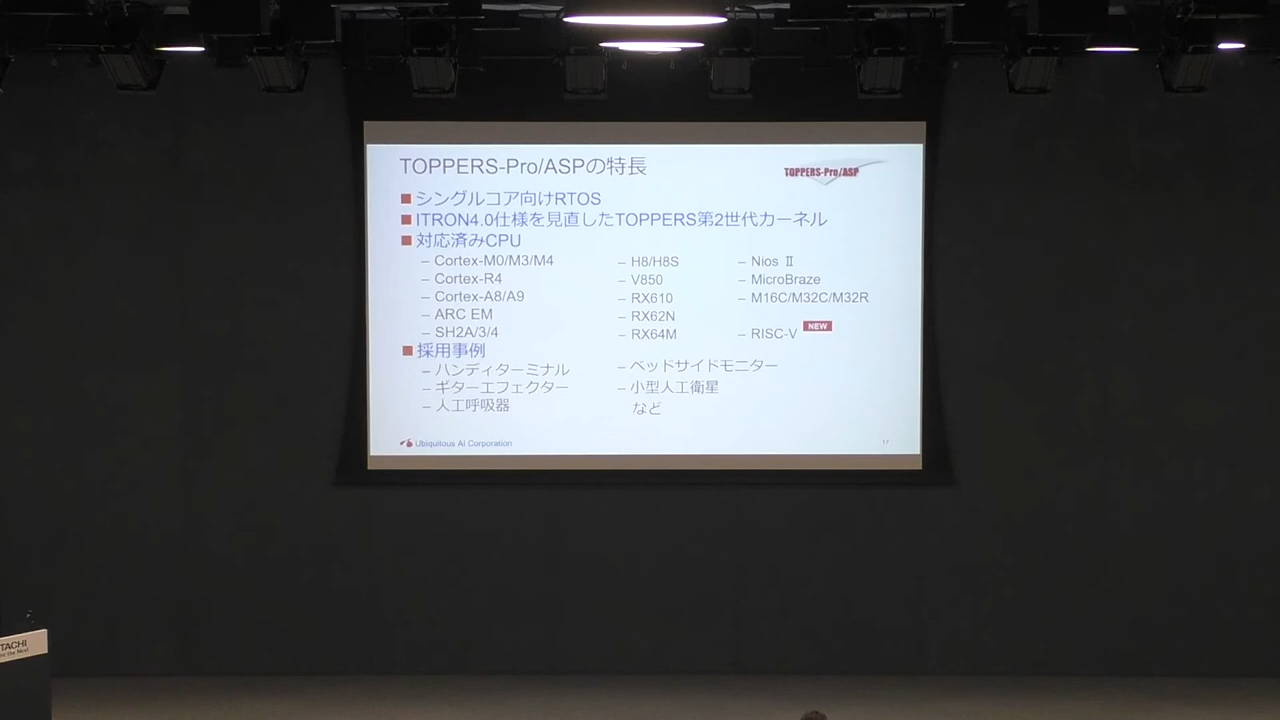 TOPPERS-Pro/ASPの特長
TOPPERS-Pro/ASP
■シングルコア向けRTOS
■ITRON4.0仕様を見直したTOPPERS第2世代カーネル
■対応済みCPU
– Cortex-M0/M3/M4
– Cortex-R4
– Cortex-A8/A9
– ARC EM
– SH2A/3/4
– H8/H8S
– V850
– RX610
– RX62N
– RX64M
– Nios Ⅱ
– MicroBraze
– M16C/M32C/M32R
– RISC-V NEW
■採用事例
– ハンディターミナル
– ギターエフェクター
– 人工呼吸器
– ベッドサイドモニター
– 小型人工衛星
など
Ubiquitous AI Corporation
17
TACHI
the Next